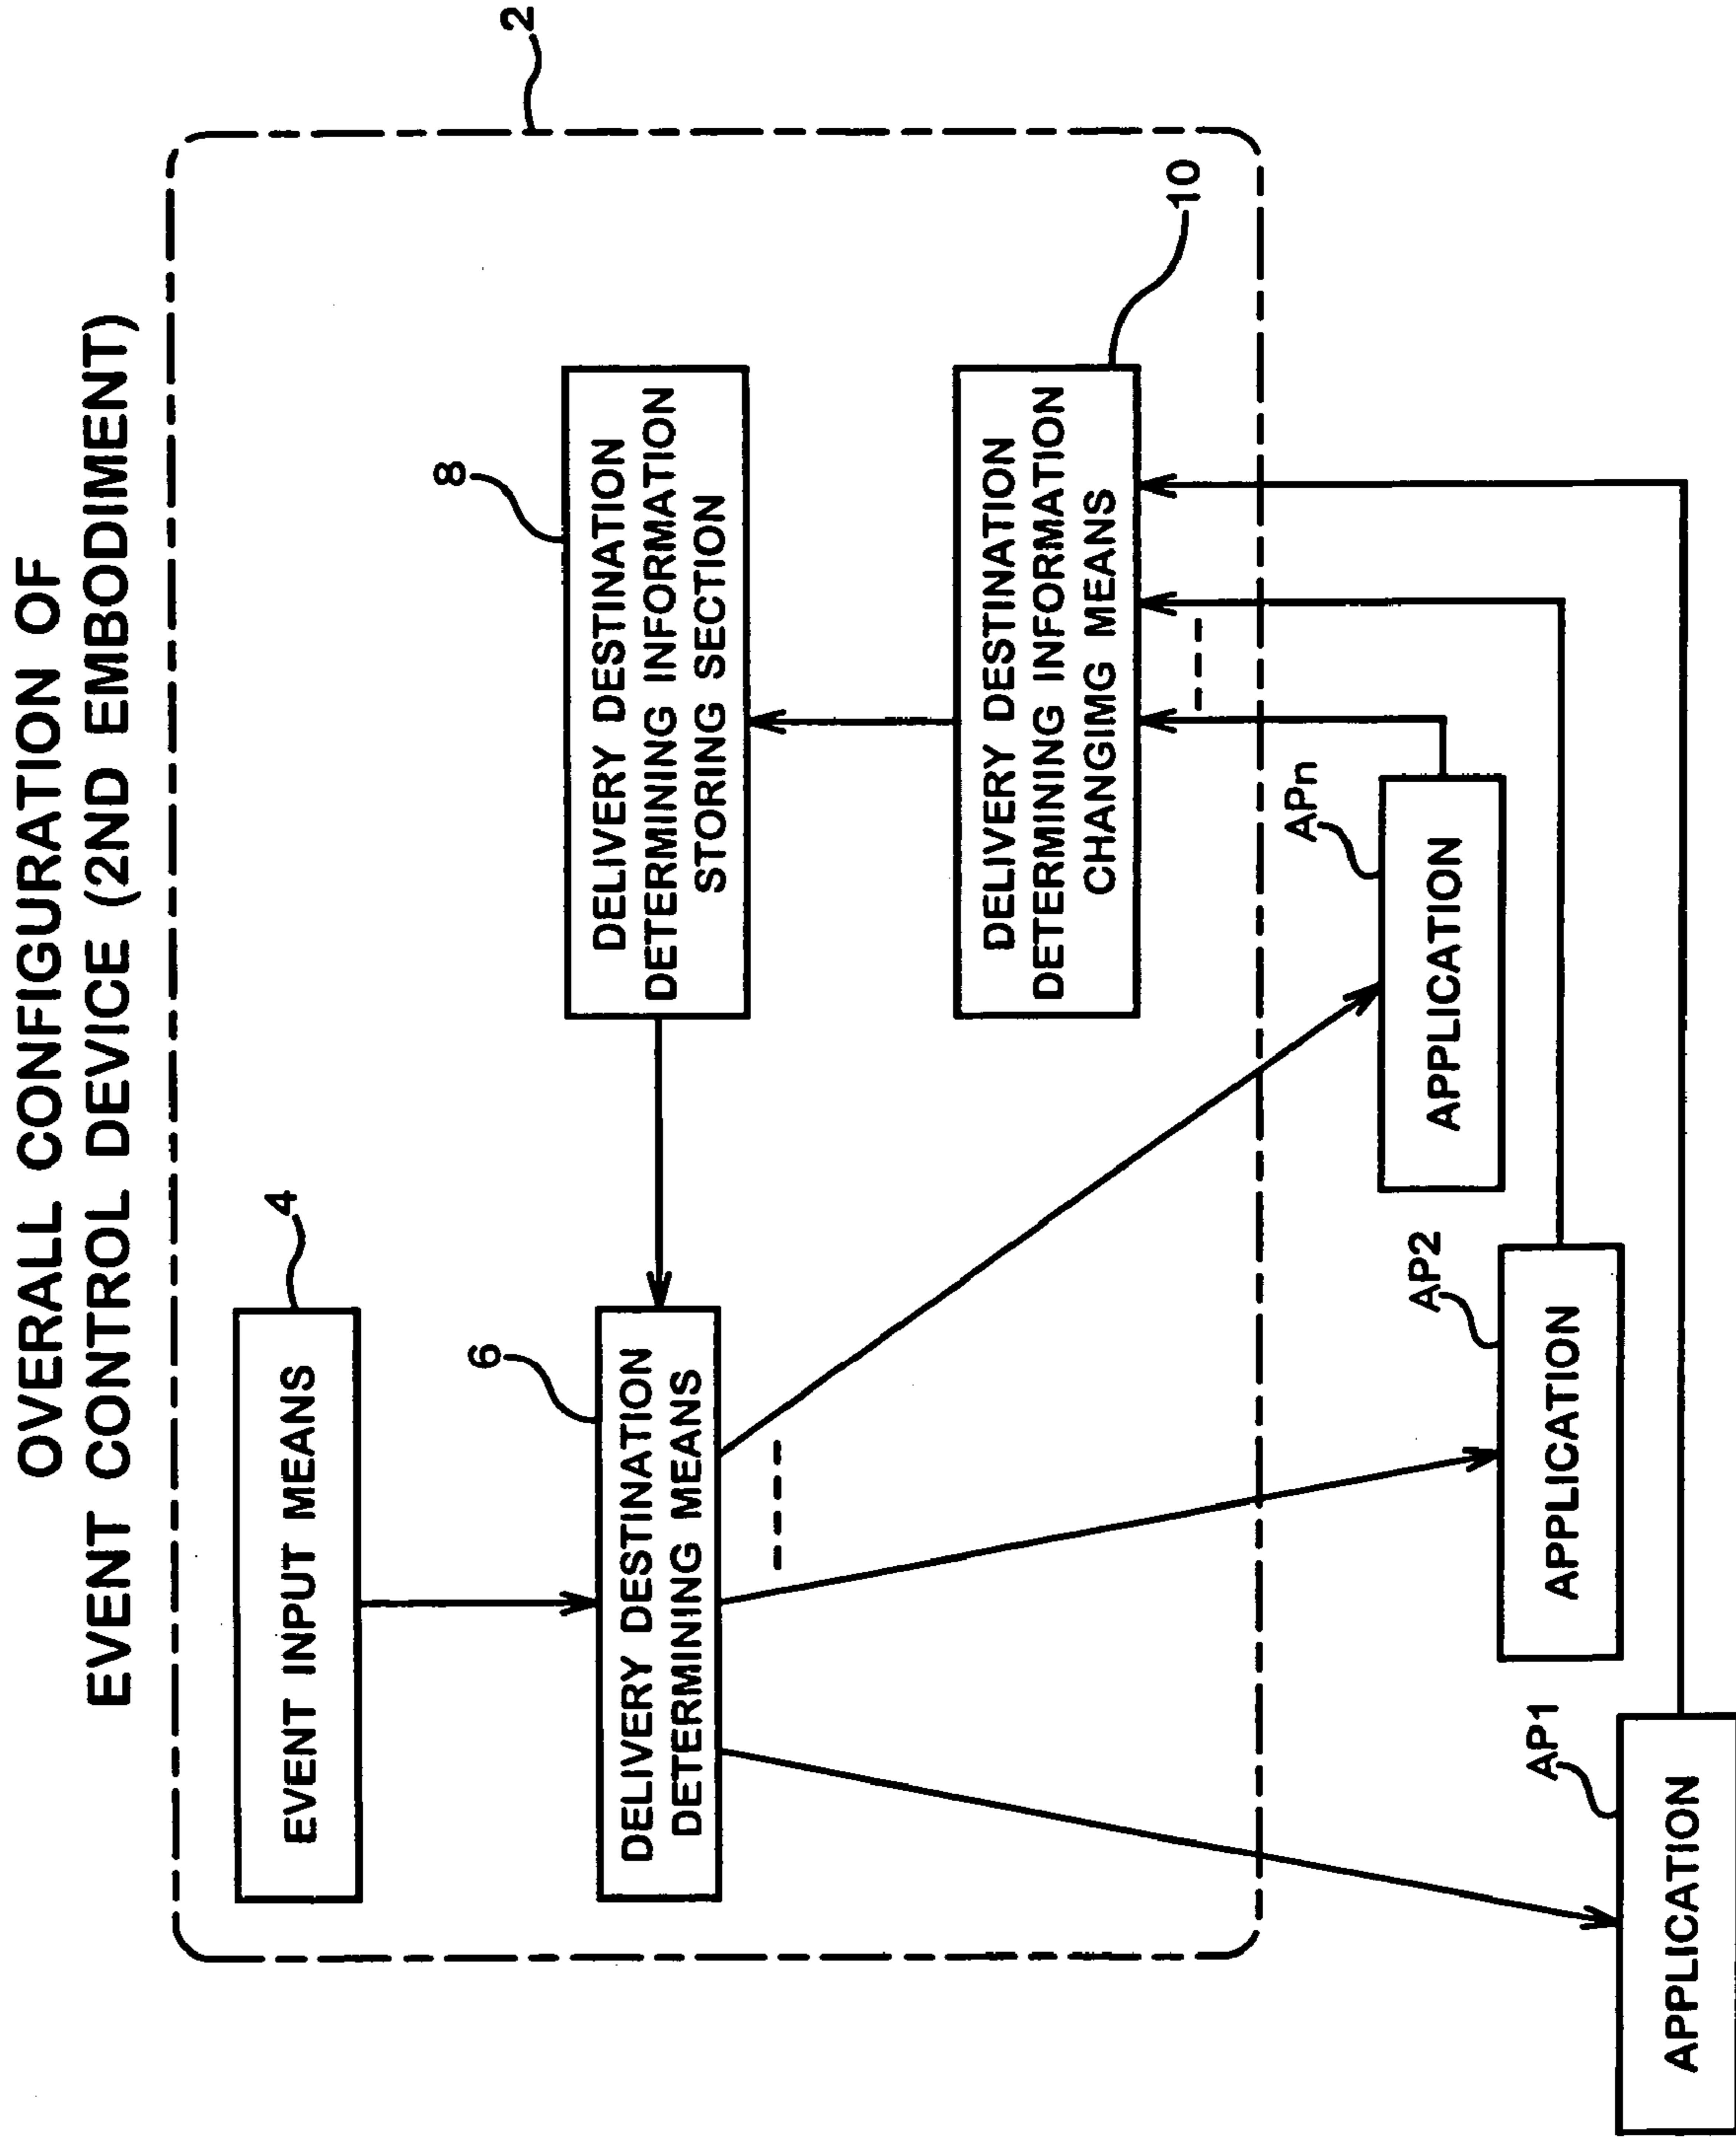 OVERALL CONFIGURATION OF
EVENT CONTROL DEVICE (2ND EMBODIMENT)
2
4
EVENT INPUT MEANS
6
DELIVERY DESTINATION
DETERMINING MEANS
8
DELIVERY DESTINATION
DETERMINING INFORMATION
STORING SECTION
10
DELIVERY DESTINATION
DETERMINING INFORMATION
CHANGIMG MEANS
AP1
APPLICATION
AP2
APPLICATION
APn
APPLICATION